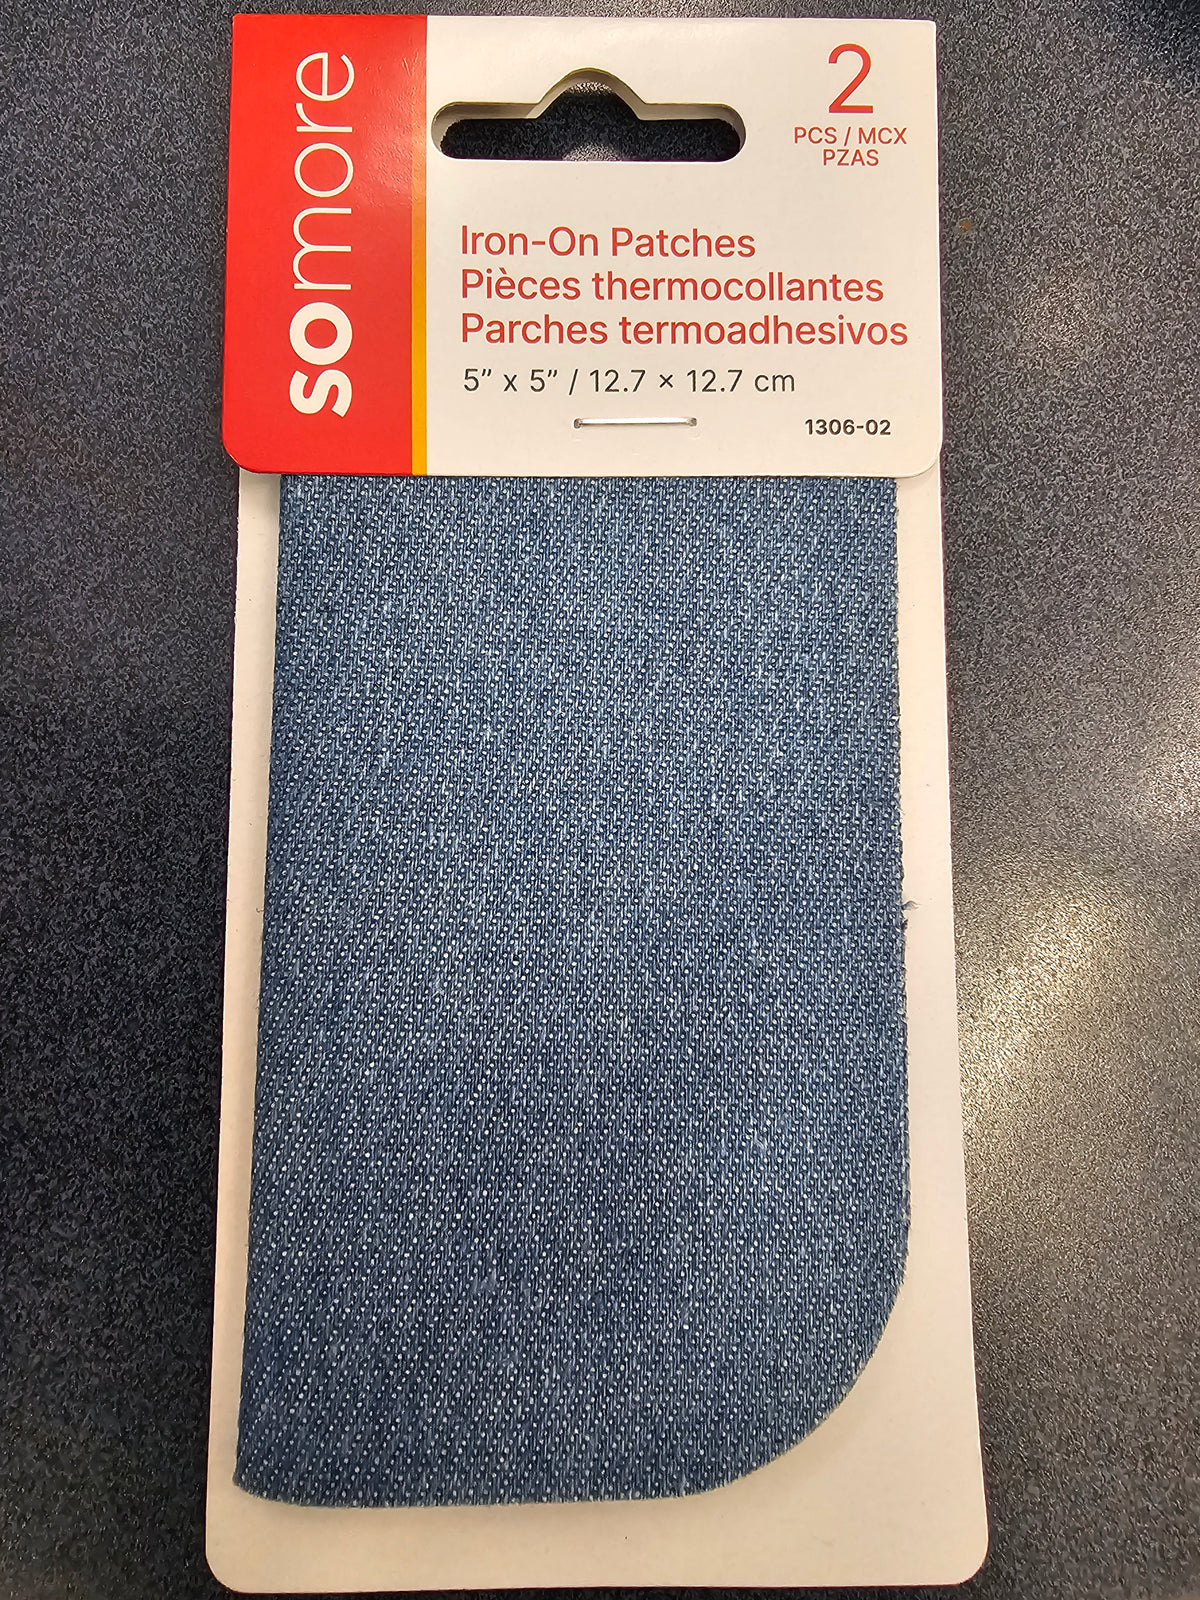 somore
2
PCS / MCX
PZAS
Iron-On Patches
Pièces thermocollantes
Parches termoadhesivos
5” x 5” / 12.7 × 12.7 cm
1306-02